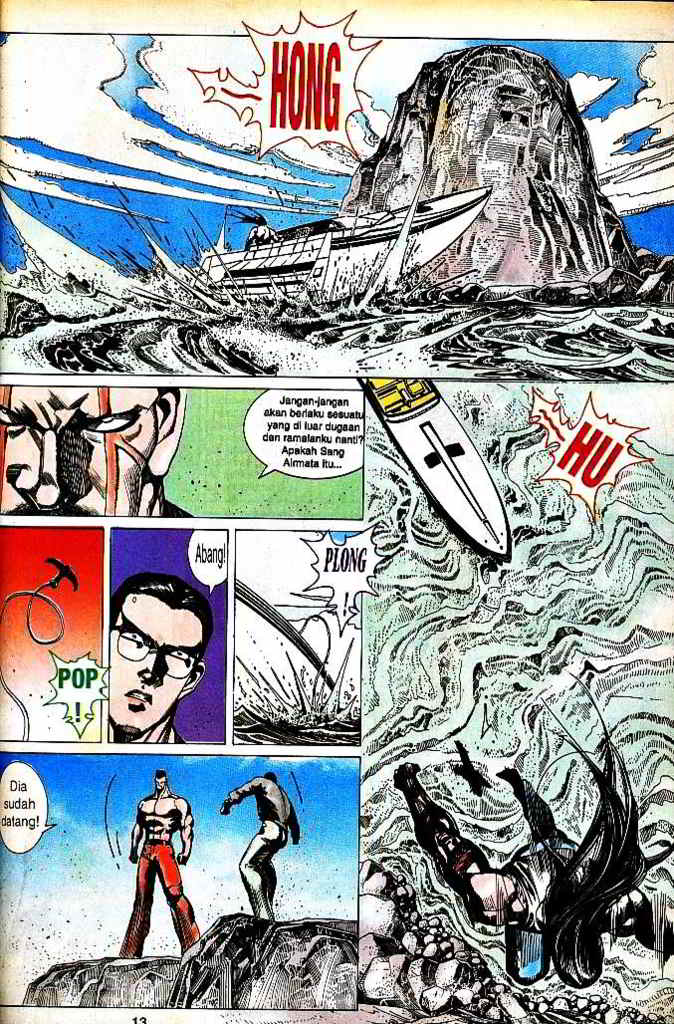 HONG
Jangan-jangan
akan berlaku sesuatu
yang di luar dugaan
dan ramalanku nanti?
Apakah Sang
Airmata itu...
HU
POP
!
Abang!
PLONG
!
Dia
sudah
datang!
13